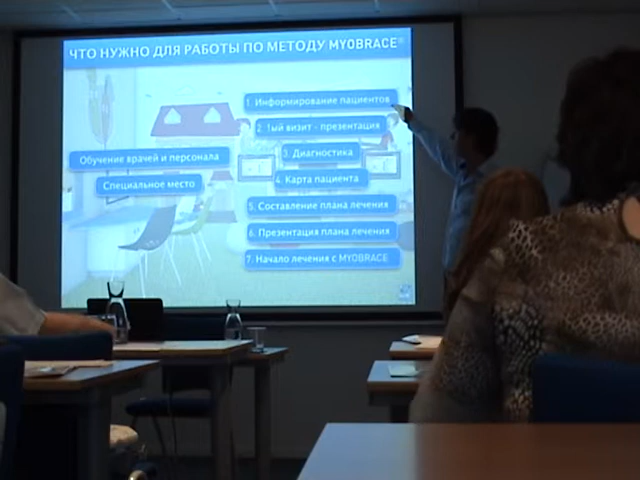 ЧТО НУЖНО ДЛЯ РАБОТЫ ПО МЕТОДУ MYOBRACE®
Обучение врачей и персонала
Специальное место
1. Информирование пациентов
2. 1ый визит - презентация
3. Диагностика
4. Карта пациента
5. Составление плана лечения
6. Презентация плана лечения
7. Начало лечения с MYOBRACE